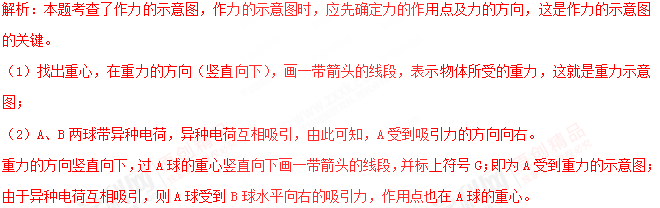 解析：本题考查了作力的示意图，作力的示意图时，应先确定力的作用点及力的方向，这是作力的示意图
的关键。
（1）找出重心，在重力的方向（竖直向下），画一带箭头的线段，表示物体所受的重力，这就是重力示意
图；
（2）A、B两球带异种电荷，异种电荷互相吸引，由此可知，A受到吸引力的方向向右。
重力的方向竖直向下，过A球的重心竖直向下画一带箭头的线段，并标上符号G；即为A受到重力的示意图；
由于异种电荷互相吸引，则A球受到B球水平向右的吸引力，作用点也在A球的重心。